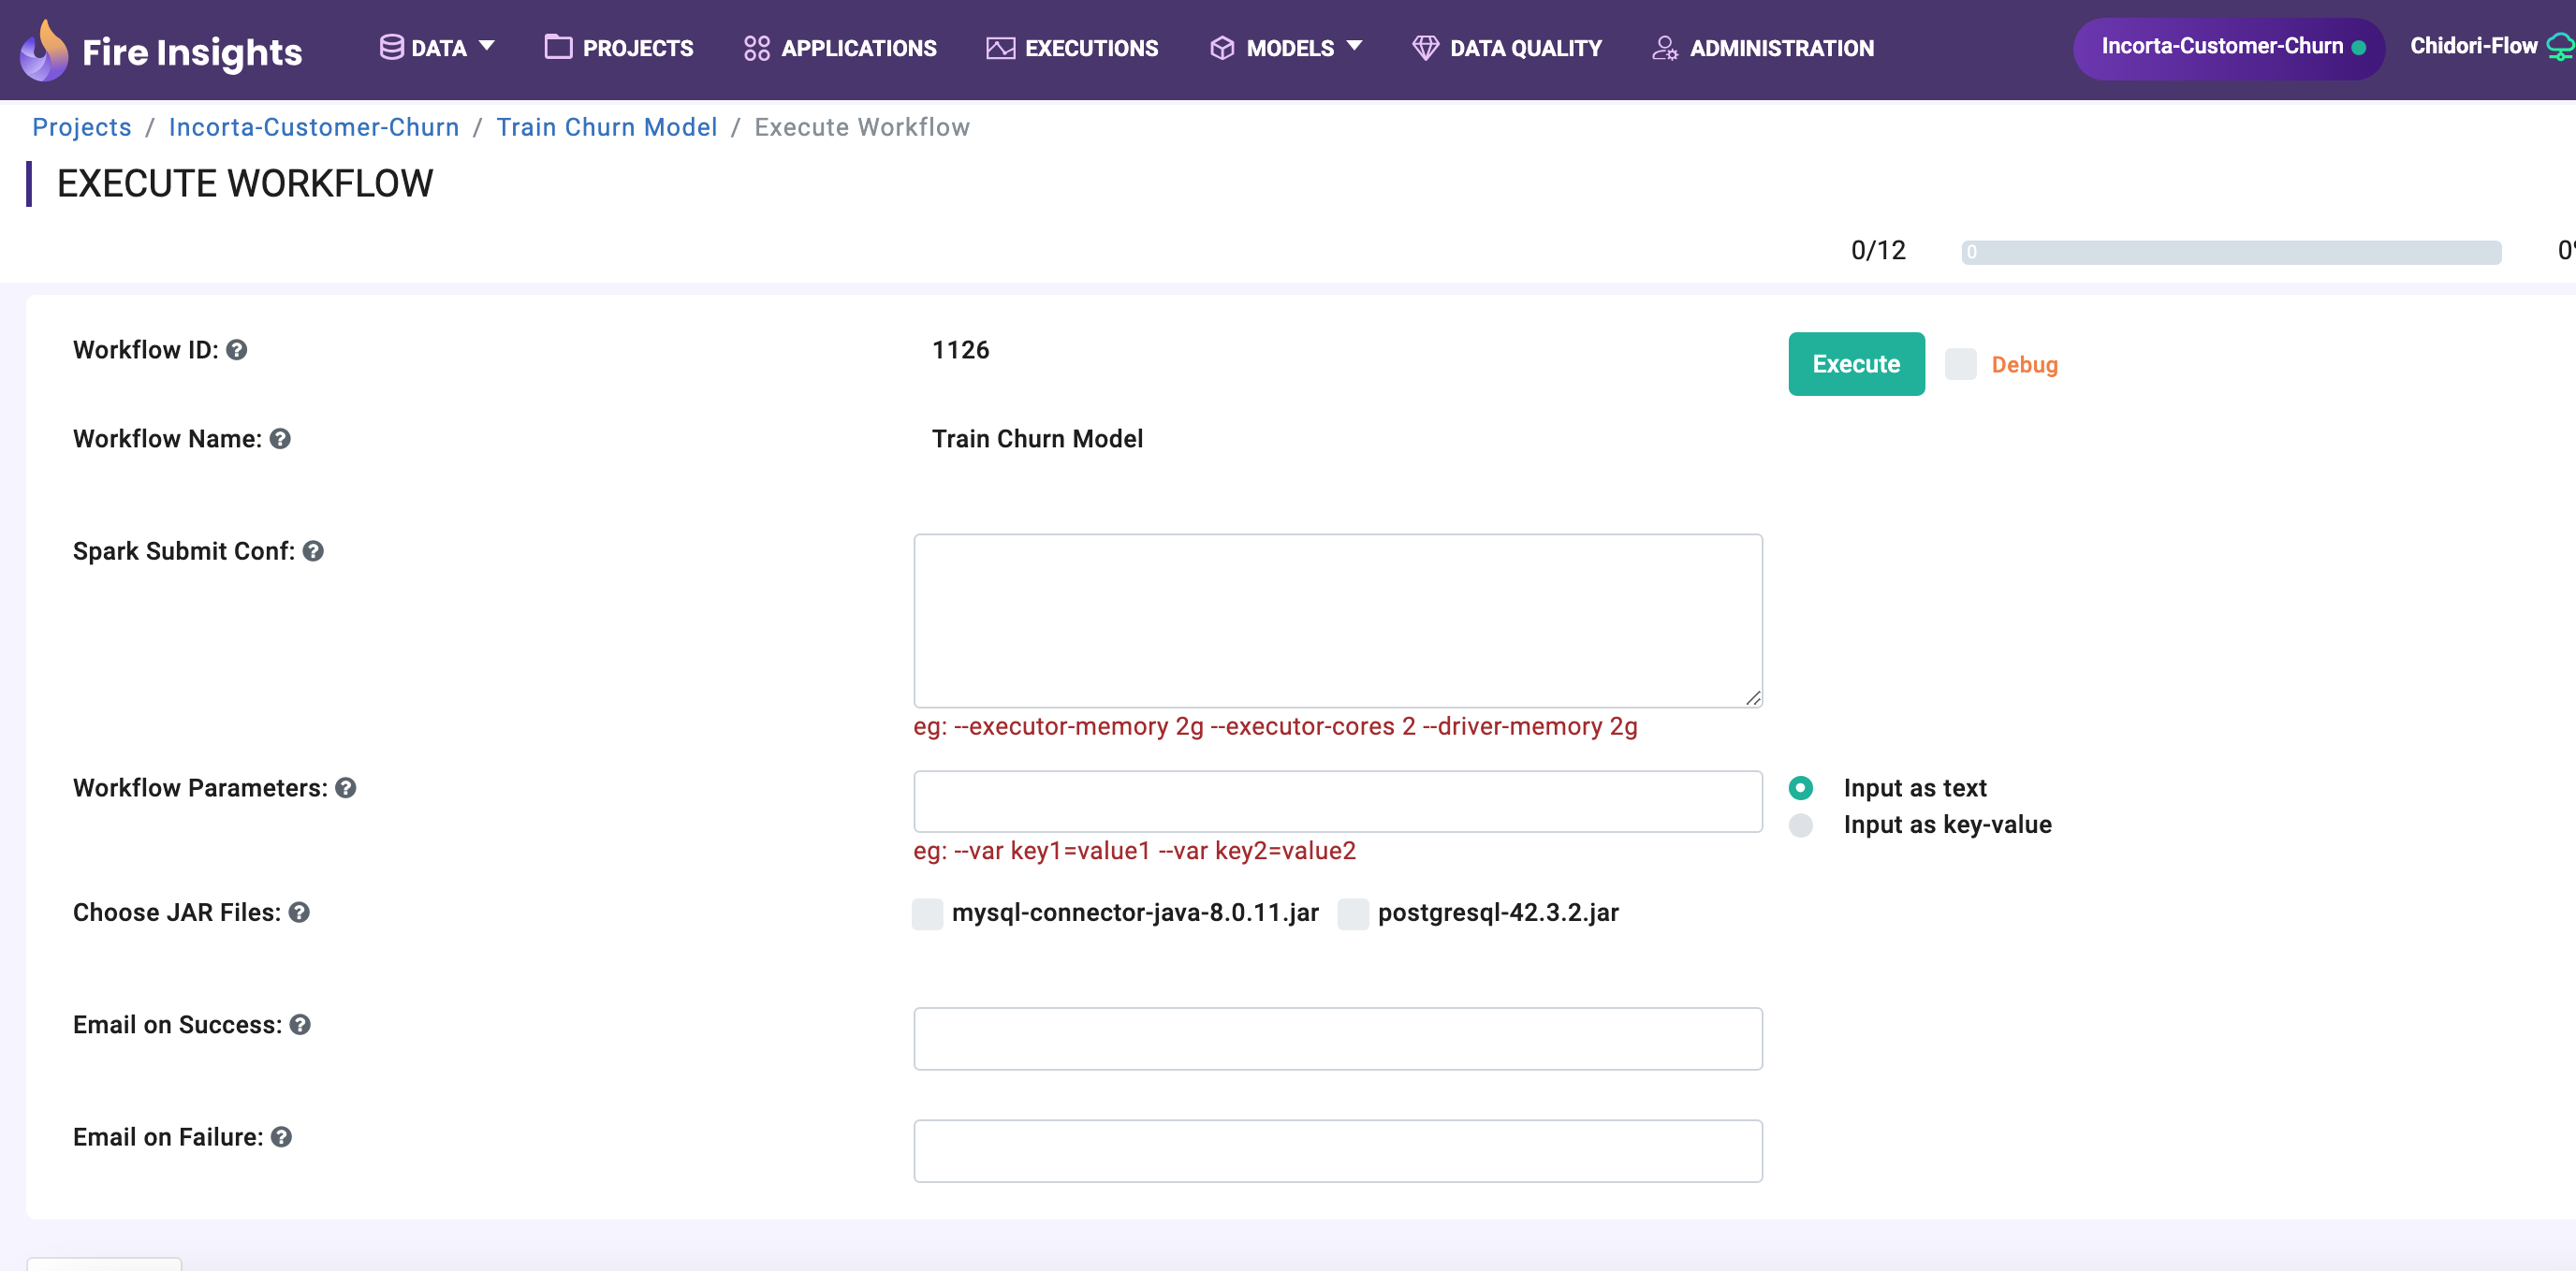 Fire Insights DATA PROJECTS APPLICATIONS EXECUTIONS MODELS DATA QUALITY ADMINISTRATION Incorta-Customer-Churn Chidori-Flow
Projects / Incorta-Customer-Churn / Train Churn Model / Execute Workflow
EXECUTE WORKFLOW
0/12 0
Workflow ID: 1126 Execute Debug
Workflow Name: Train Churn Model
Spark Submit Conf:
eg: --executor-memory 2g --executor-cores 2 --driver-memory 2g
Workflow Parameters: Input as text
Input as key-value
eg: --var key1=value1 --var key2=value2
Choose JAR Files: mysql-connector-java-8.0.11.jar postgresql-42.3.2.jar
Email on Success:
Email on Failure: